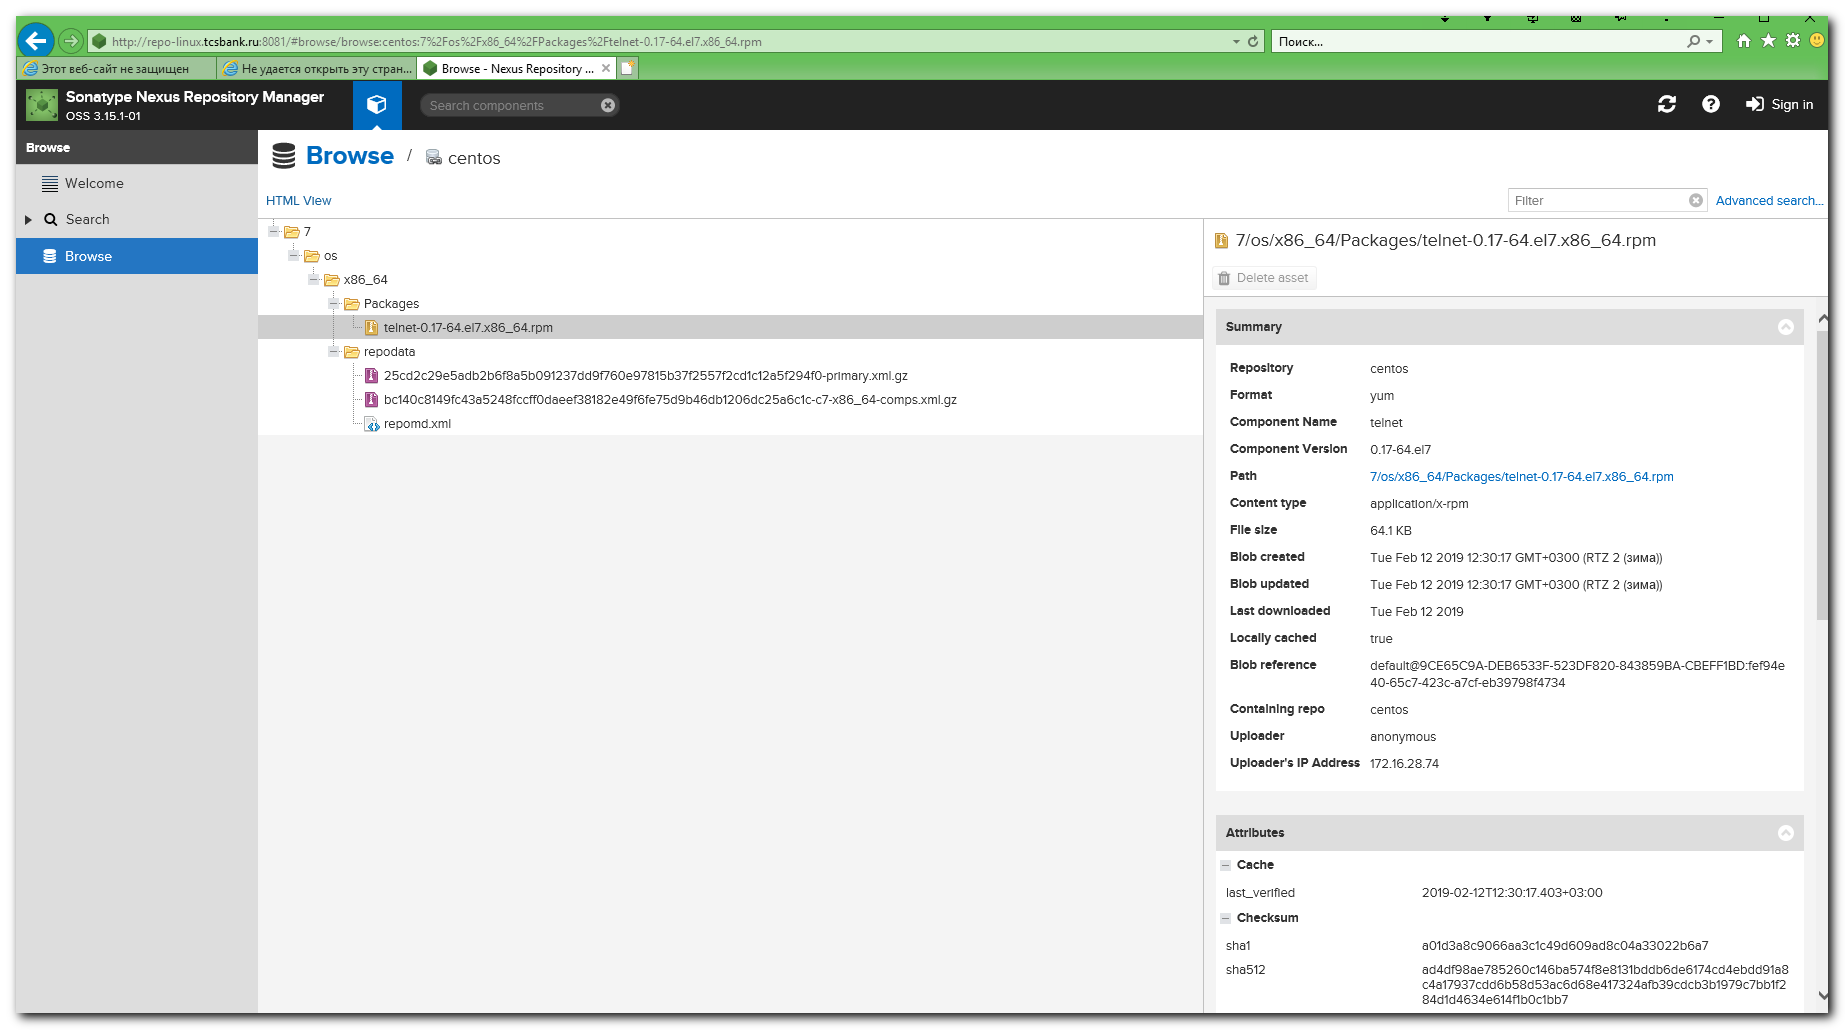 http://repo-linux.tcsbank.ru:8081/#browse/browse:centos:7%2Fos%2Fx86_64%2FPackages%2Ftelnet-0.17-64.el7.x86_64.rpm
Поиск...
Этот веб-сайт не защищен
Не удается открыть эту стран...
Browse - Nexus Repository ...
Sonatype Nexus Repository Manager
OSS 3.15.1-01
Search components
Sign in
Browse
Welcome
Search
Browse
Browse / centos
HTML View
Filter
Advanced search...
7
os
x86_64
Packages
telnet-0.17-64.el7.x86_64.rpm
repodata
25cd2c29e5adb2b6f8a5b091237dd9f760e97815b37f2557f2cd1c12a5f294f0-primary.xml.gz
bc140c8149fc43a5248fccff0daeef38182e49f6fe75d9b46db1206dc25a6c1c-c7-x86_64-comps.xml.gz
repomd.xml
7/os/x86_64/Packages/telnet-0.17-64.el7.x86_64.rpm
Delete asset
Summary
Repository centos
Format yum
Component Name telnet
Component Version 0.17-64.el7
Path 7/os/x86_64/Packages/telnet-0.17-64.el7.x86_64.rpm
Content type application/x-rpm
File size 64.1 KB
Blob created Tue Feb 12 2019 12:30:17 GMT+0300 (RTZ 2 (зима))
Blob updated Tue Feb 12 2019 12:30:17 GMT+0300 (RTZ 2 (зима))
Last downloaded Tue Feb 12 2019
Locally cached true
Blob reference default@9CE65C9A-DEB6533F-523DF820-843859BA-CBEFF1BD:fef94e
40-65c7-423c-a7cf-eb39798f4734
Containing repo centos
Uploader anonymous
Uploader's IP Address 172.16.28.74
Attributes
Cache
last_verified 2019-02-12T12:30:17.403+03:00
Checksum
sha1 a01d3a8c9066aa3c1c49d609ad8c04a33022b6a7
sha512 ad4df98ae785260c146ba574f8e8131bddb6de6174cd4ebdd91a8
c4a17937cdd6b58d53ac6d68e417324afb39cdcb3b1979c7bb1f2
84d1d4634e614f1b0c1bb7